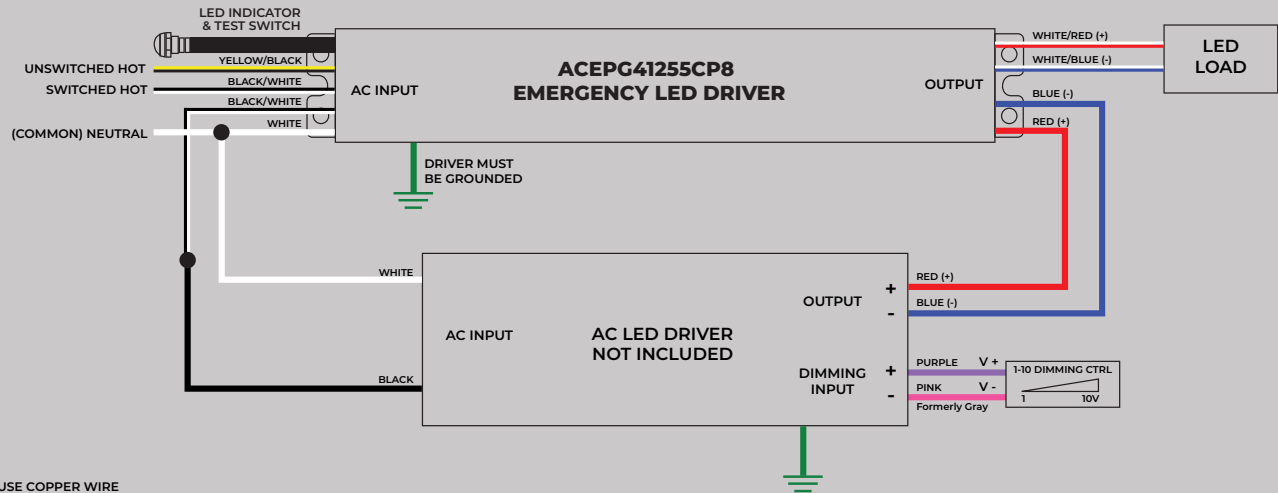 LED INDICATOR
& TEST SWITCH
UNSWITCHED HOT
YELLOW/BLACK
SWITCHED HOT
BLACK/WHITE
BLACK/WHITE
(COMMON) NEUTRAL
WHITE
AC INPUT
ACEPG41255CP8
EMERGENCY LED DRIVER
OUTPUT
WHITE/RED (+)
WHITE/BLUE (-)
LED
LOAD
BLUE (-)
RED (+)
DRIVER MUST
BE GROUNDED
WHITE
BLACK
AC INPUT
AC LED DRIVER
NOT INCLUDED
OUTPUT
+
-
RED (+)
BLUE (-)
DIMMING
INPUT
+
-
PURPLE V +
PINK V -
Formerly Gray
1-10 DIMMING CTRL
1 10V
USE COPPER WIRE